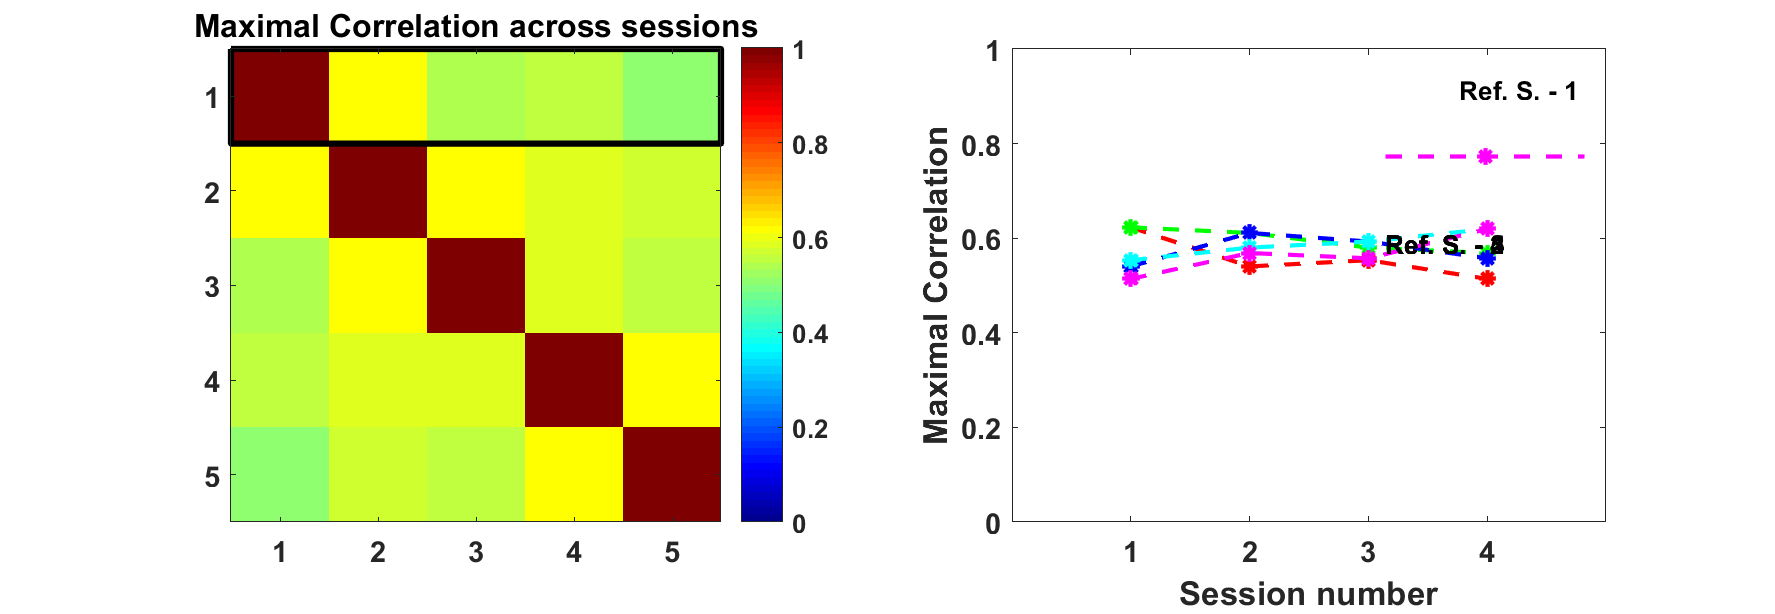 Maximal Correlation across sessions
1
2
3
4
5
1 2 3 4 5
1
0.8
0.6
0.4
0.2
0
Maximal Correlation
1
0.8
0.6
0.4
0.2
0
Ref. S. - 1
Ref. S. -
1 2 3 4
Session number